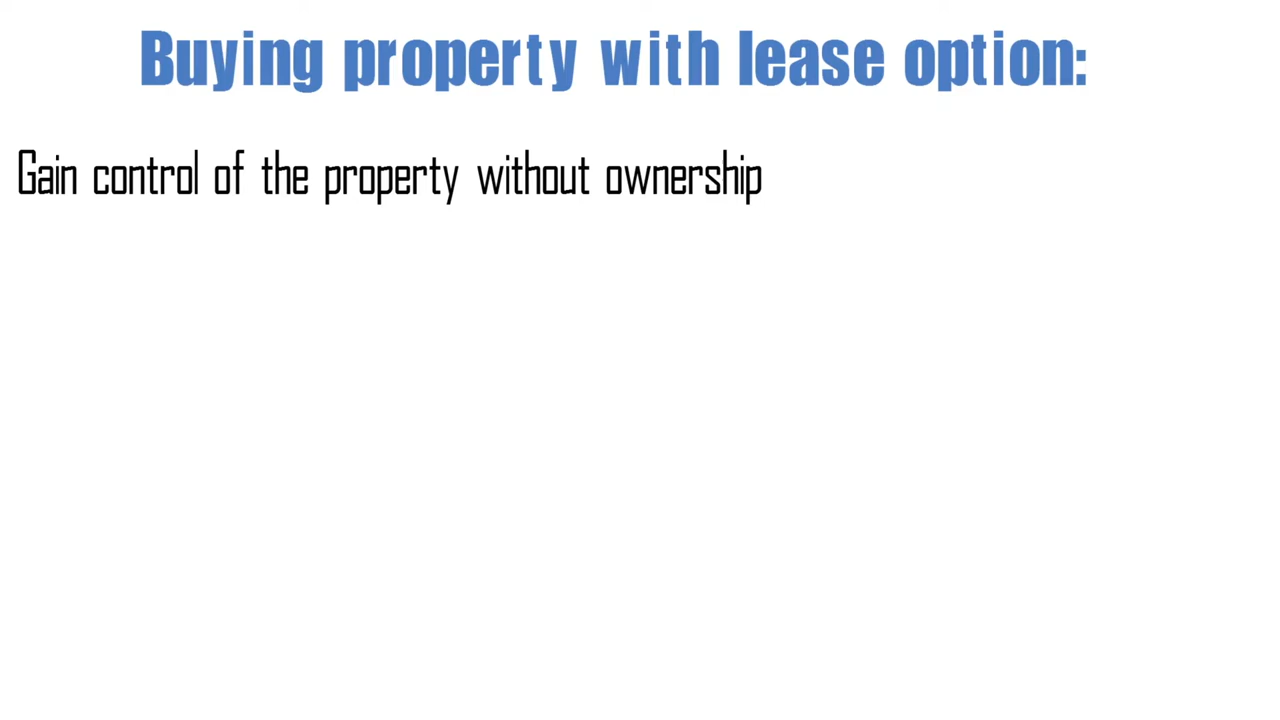 Buying property with lease option:
Gain control of the property without ownership